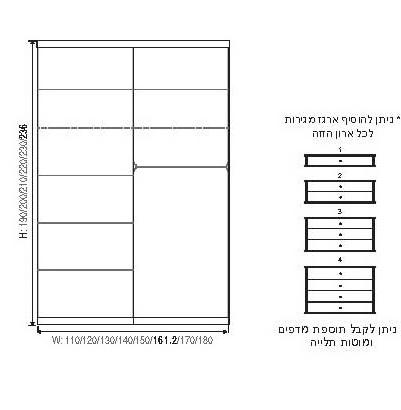 H: 190/200/210/220/230/236
W: 110/120/130/140/150/161.2/170/180
* ניתן להוסיף ארגז מגירות
לכל ארון הזזה
1
2
3
4
ניתן לקבל תוספת מדפים
ומוטות תלייה